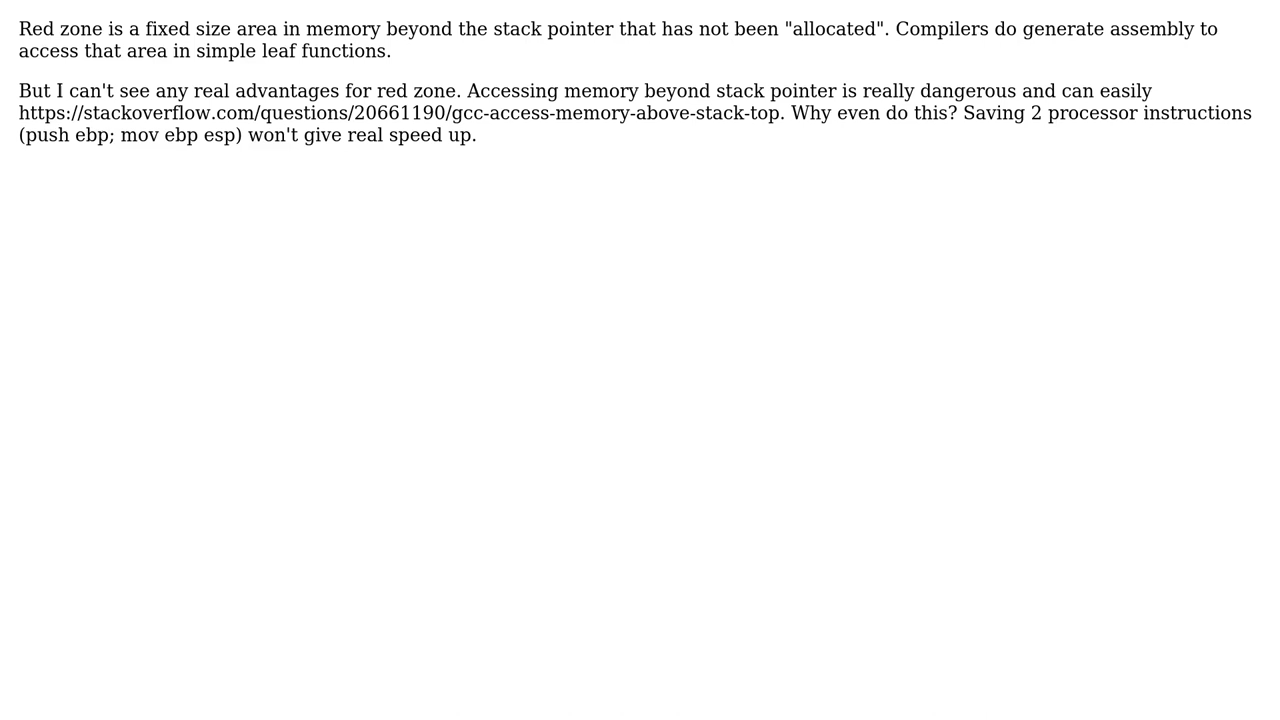 Red zone is a fixed size area in memory beyond the stack pointer that has not been "allocated". Compilers do generate assembly to
access that area in simple leaf functions.
But I can't see any real advantages for red zone. Accessing memory beyond stack pointer is really dangerous and can easily
https://stackoverflow.com/questions/20661190/gcc-access-memory-above-stack-top. Why even do this? Saving 2 processor instructions
(push ebp; mov ebp esp) won't give real speed up.